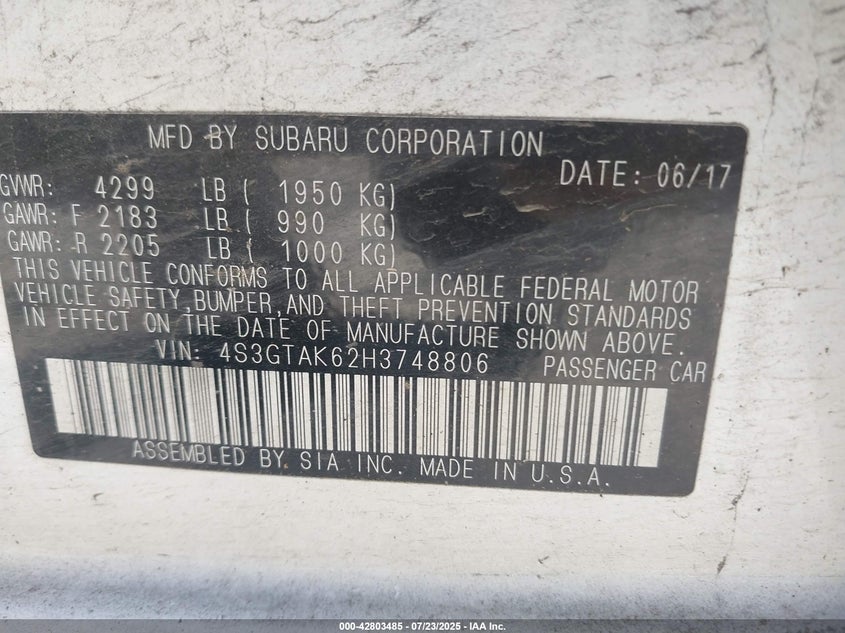 MFD BY SUBARU CORPORATION
DATE: 06/17
GVWR: 4299 LB ( 1950 KG)
GAWR: F 2183 LB ( 990 KG)
GAWR: R 2205 LB ( 1000 KG)
THIS VEHICLE CONFORMS TO ALL APPLICABLE FEDERAL MOTOR
VEHICLE SAFETY,BUMPER,AND THEFT PREVENTION STANDARDS
IN EFFECT ON THE DATE OF MANUFACTURE SHOWN ABOVE.
VIN: 4S3GTAK62H3748806 PASSENGER CAR
ASSEMBLED BY SIA INC. MADE IN U.S.A.
000-42803485 - 07/23/2025 - IAA Inc.